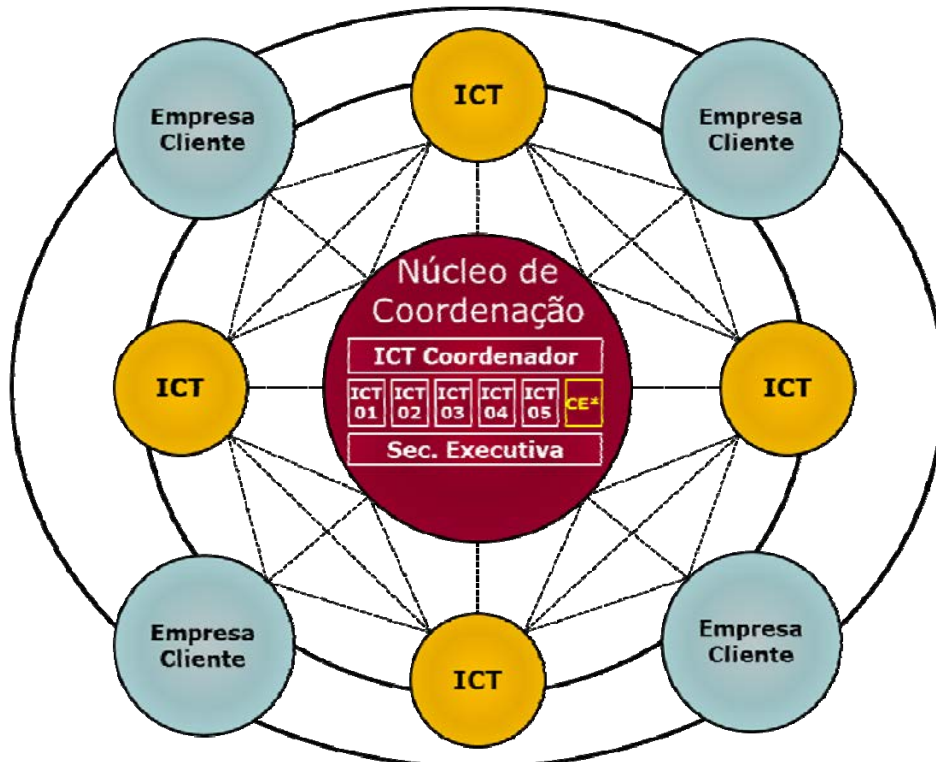 ICT
Empresa
Cliente
Empresa
Cliente
Núcleo de
Coordenação
ICT Coordenador
ICT
01
ICT
02
ICT
03
ICT
04
ICT
05
CE*
Sec. Executiva
ICT
ICT
Empresa
Cliente
Empresa
Cliente
ICT